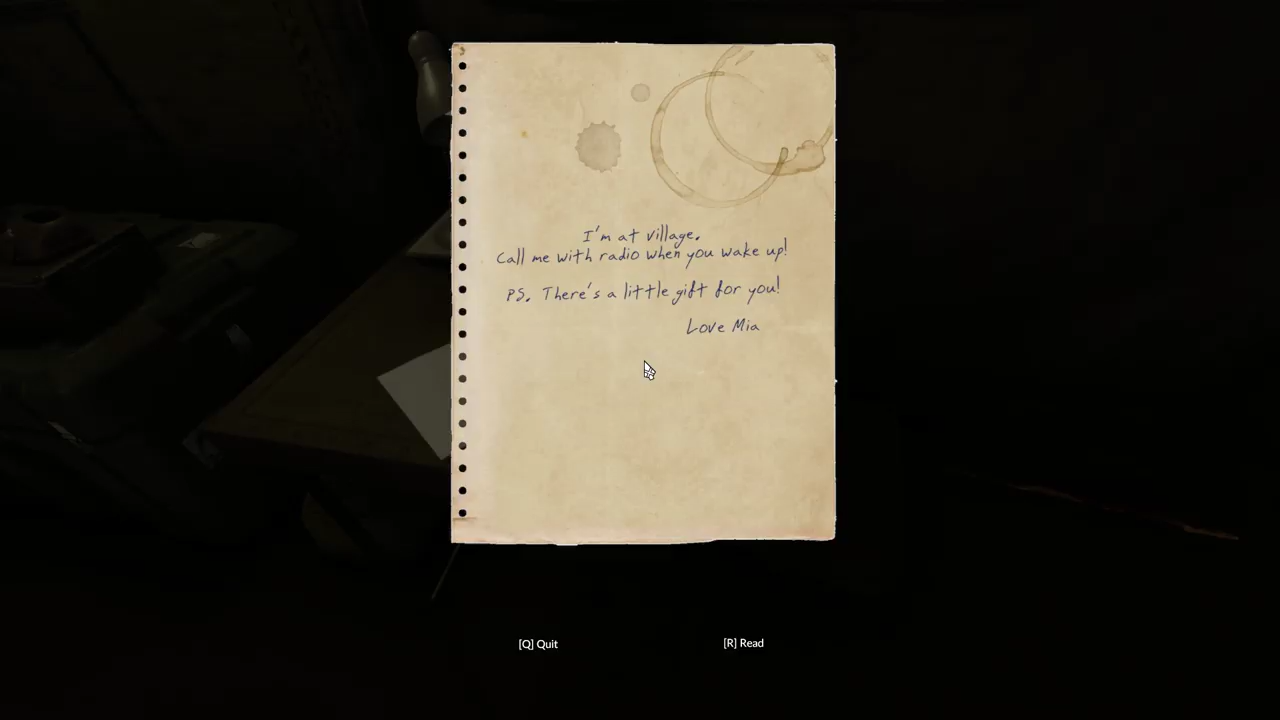 I'm at village.
Call me with radio when you wake up!
PS. There's a little gift for you!
Love Mia
[Q] Quit
[R] Read